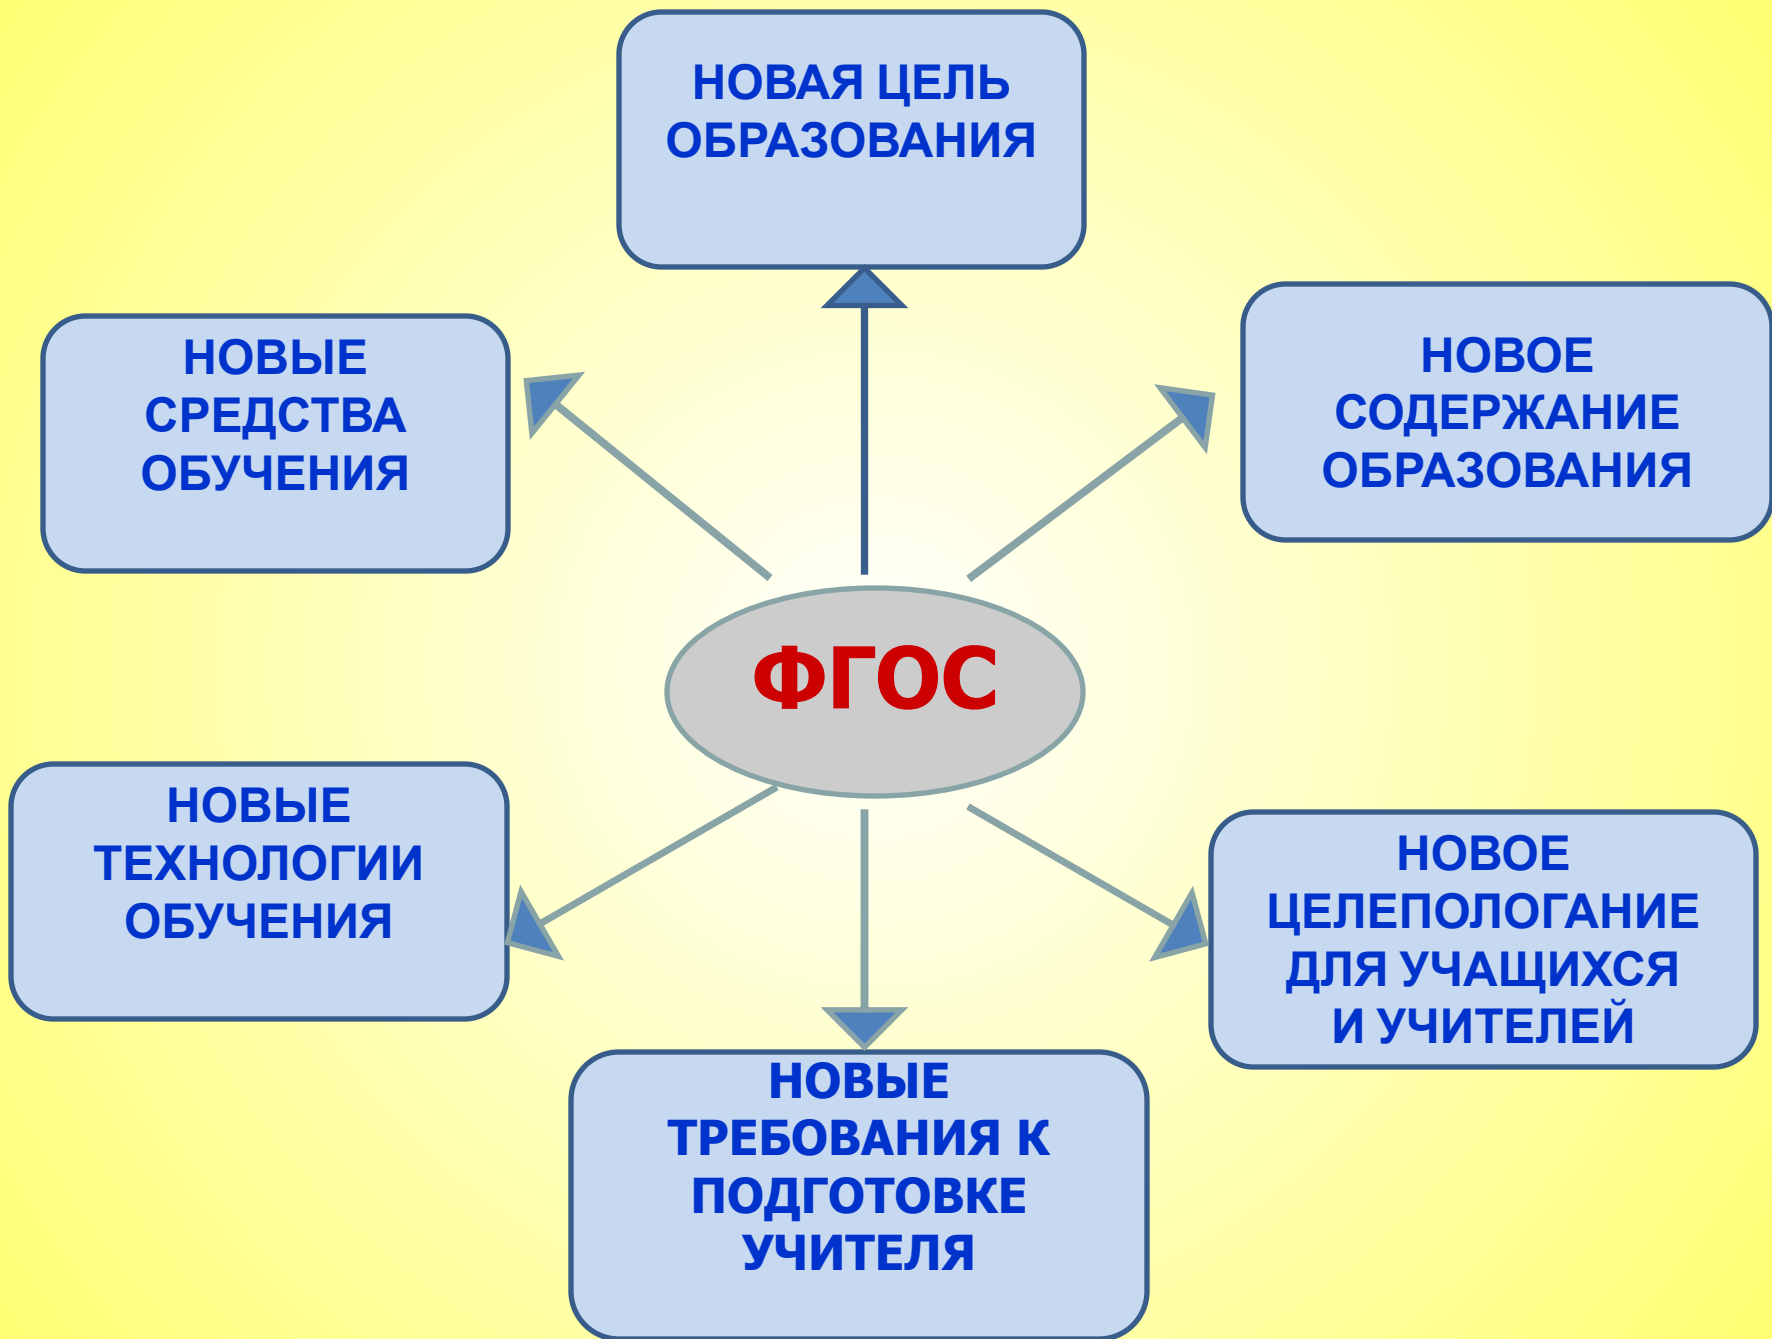 НОВАЯ ЦЕЛЬ
ОБРАЗОВАНИЯ
НОВЫЕ
СРЕДСТВА
ОБУЧЕНИЯ
НОВОЕ
СОДЕРЖАНИЕ
ОБРАЗОВАНИЯ
ФГОС
НОВЫЕ
ТЕХНОЛОГИИ
ОБУЧЕНИЯ
НОВОЕ
ЦЕЛЕПОЛОГАНИЕ
ДЛЯ УЧАЩИХСЯ
И УЧИТЕЛЕЙ
НОВЫЕ
ТРЕБОВАНИЯ К
ПОДГОТОВКЕ
УЧИТЕЛЯ